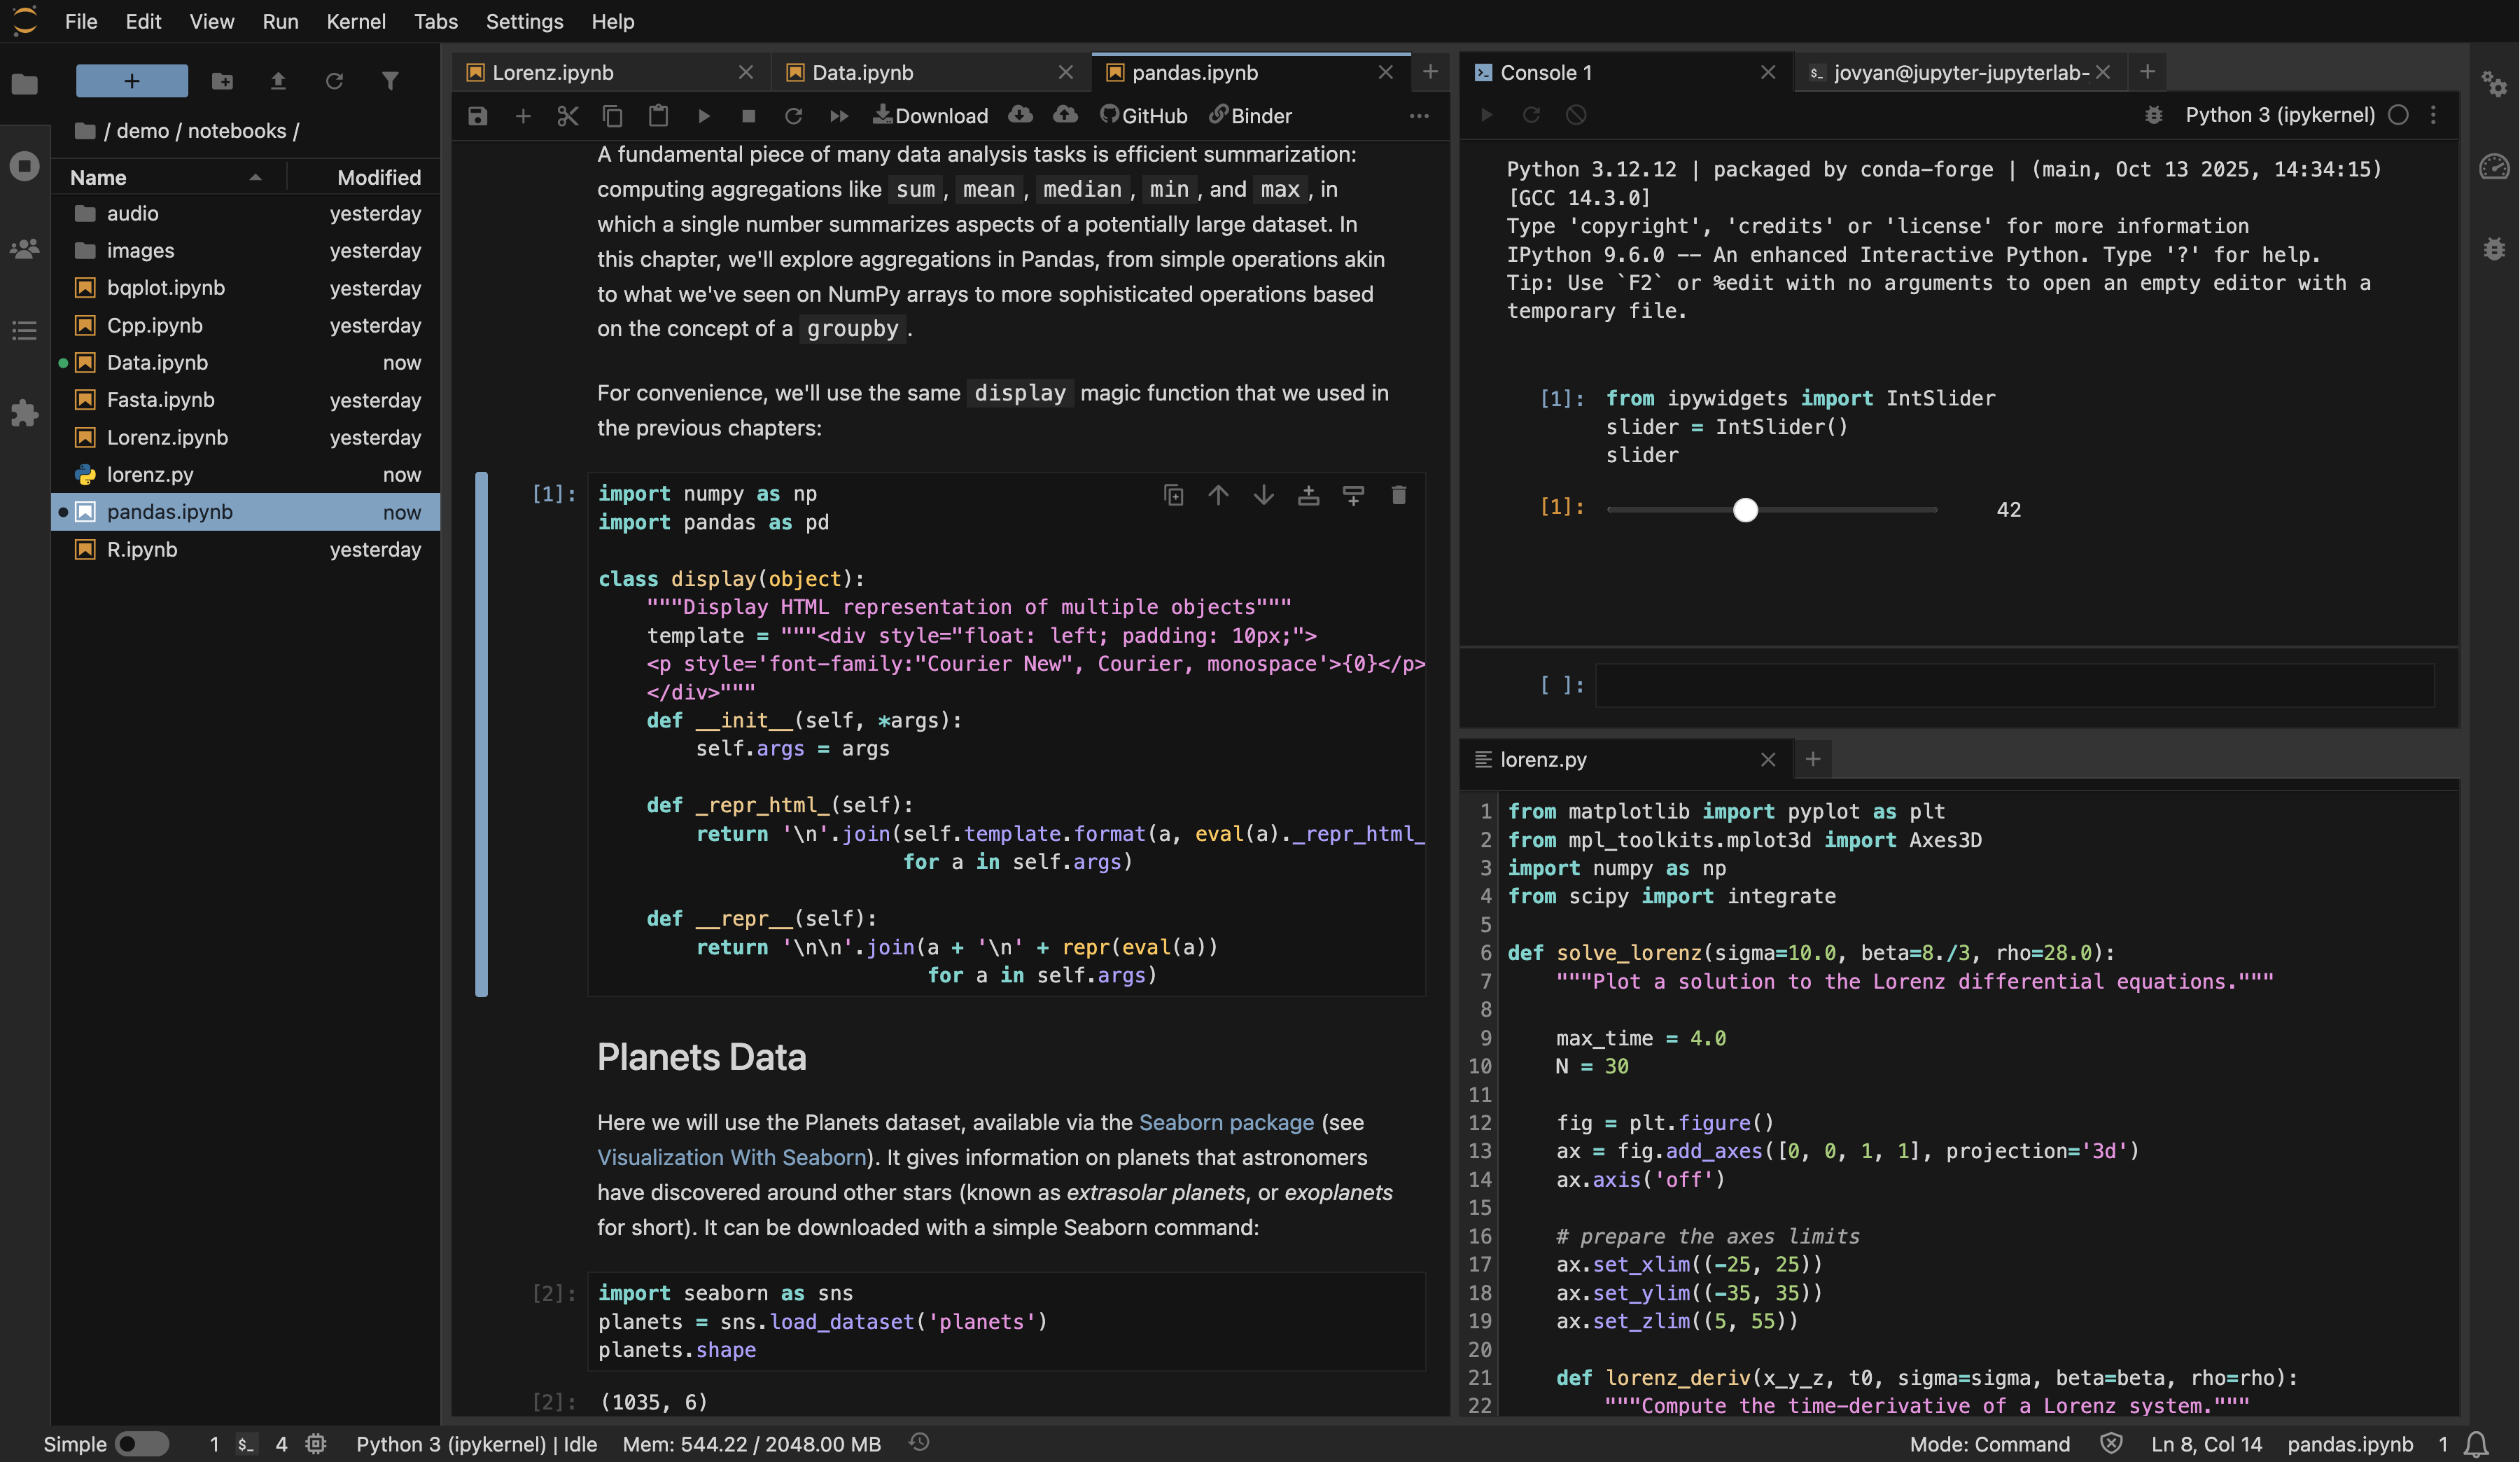 File Edit View Run Kernel Tabs Settings Help
/ demo / notebooks /
Name Modified
audio yesterday
images yesterday
bqplot.ipynb yesterday
Cpp.ipynb yesterday
Data.ipynb now
Fasta.ipynb yesterday
Lorenz.ipynb yesterday
lorenz.py now
pandas.ipynb now
R.ipynb yesterday
Lorenz.ipynb Data.ipynb pandas.ipynb
Download GitHub Binder
A fundamental piece of many data analysis tasks is efficient summarization:
computing aggregations like sum, mean, median, min, and max, in
which a single number summarizes aspects of a potentially large dataset. In
this chapter, we'll explore aggregations in Pandas, from simple operations akin
to what we've seen on NumPy arrays to more sophisticated operations based
on the concept of a groupby.
For convenience, we'll use the same display magic function that we used in
the previous chapters:
[1]: import numpy as np
import pandas as pd
class display(object):
    """Display HTML representation of multiple objects"""
    template = """<div style="float: left; padding: 10px;">
    <p style='font-family:"Courier New", Courier, monospace'>{0}</p>
    </div>"""
    def __init__(self, *args):
        self.args = args
    def _repr_html_(self):
        return '\n'.join(self.template.format(a, eval(a)._repr_html_
                         for a in self.args)
    def __repr__(self):
        return '\n\n'.join(a + '\n' + repr(eval(a))
                           for a in self.args)
Planets Data
Here we will use the Planets dataset, available via the Seaborn package (see
Visualization With Seaborn). It gives information on planets that astronomers
have discovered around other stars (known as extrasolar planets, or exoplanets
for short). It can be downloaded with a simple Seaborn command:
[2]: import seaborn as sns
planets = sns.load_dataset('planets')
planets.shape
[2]: (1035, 6)
Console 1 jovyan@jupyter-jupyterlab-
Python 3 (ipykernel)
Python 3.12.12 | packaged by conda-forge | (main, Oct 13 2025, 14:34:15)
[GCC 14.3.0]
Type 'copyright', 'credits' or 'license' for more information
IPython 9.6.0 -- An enhanced Interactive Python. Type '?' for help.
Tip: Use `F2` or %edit with no arguments to open an empty editor with a
temporary file.
[1]: from ipywidgets import IntSlider
slider = IntSlider()
slider
[1]: 42
[ ]:
lorenz.py
1 from matplotlib import pyplot as plt
2 from mpl_toolkits.mplot3d import Axes3D
3 import numpy as np
4 from scipy import integrate
5
6 def solve_lorenz(sigma=10.0, beta=8./3, rho=28.0):
7     """Plot a solution to the Lorenz differential equations."""
8
9     max_time = 4.0
10     N = 30
11
12     fig = plt.figure()
13     ax = fig.add_axes([0, 0, 1, 1], projection='3d')
14     ax.axis('off')
15
16     # prepare the axes limits
17     ax.set_xlim((-25, 25))
18     ax.set_ylim((-35, 35))
19     ax.set_zlim((5, 55))
20
21     def lorenz_deriv(x_y_z, t0, sigma=sigma, beta=beta, rho=rho):
22         """Compute the time-derivative of a Lorenz system."""
Simple 1 4 Python 3 (ipykernel) | Idle Mem: 544.22 / 2048.00 MB Mode: Command Ln 8, Col 14 pandas.ipynb 1